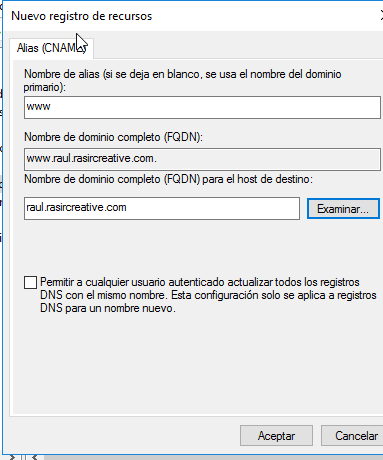 Nuevo registro de recursos
Alias (CNAME)
Nombre de alias (si se deja en blanco, se usa el nombre del dominio
primario):
www
Nombre de dominio completo (FQDN):
www.raul.rasircreative.com.
Nombre de dominio completo (FQDN) para el host de destino:
raul.rasircreative.com
Examinar...
Permitir a cualquier usuario autenticado actualizar todos los registros
DNS con el mismo nombre. Esta configuración solo se aplica a registros
DNS para un nombre nuevo.
Aceptar
Cancelar